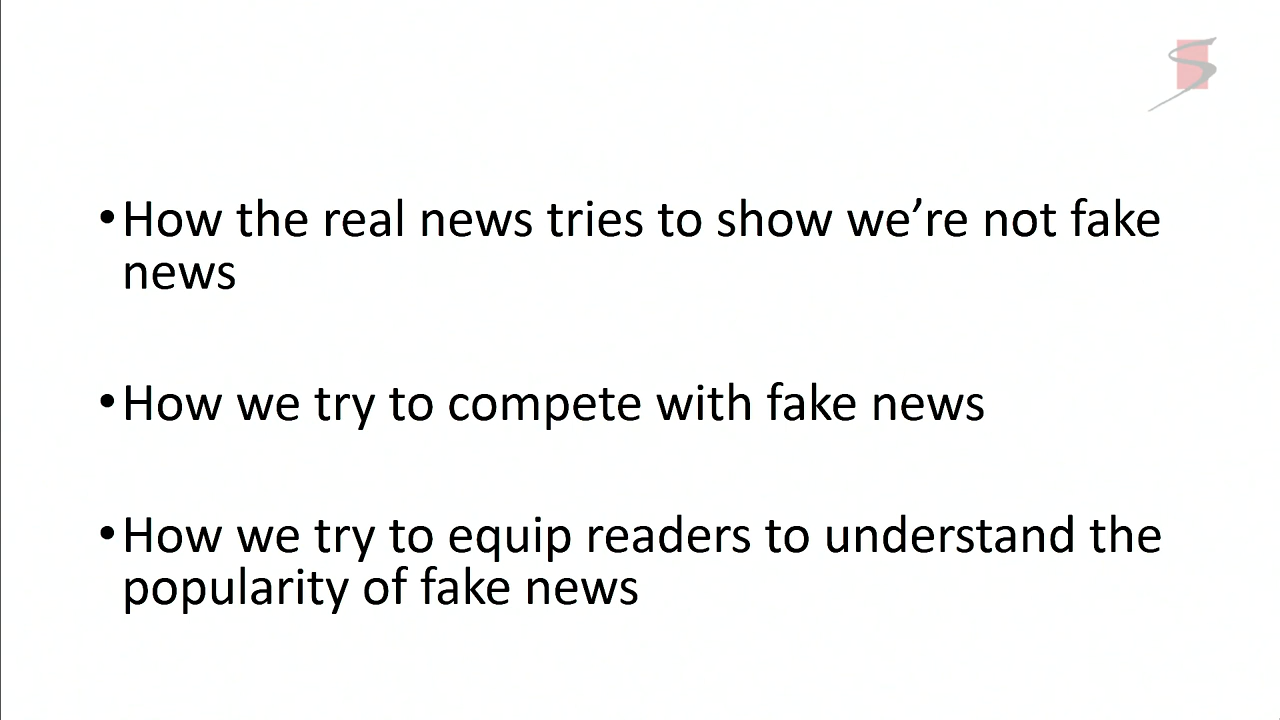 •How the real news tries to show we’re not fake
news
•How we try to compete with fake news
•How we try to equip readers to understand the
popularity of fake news